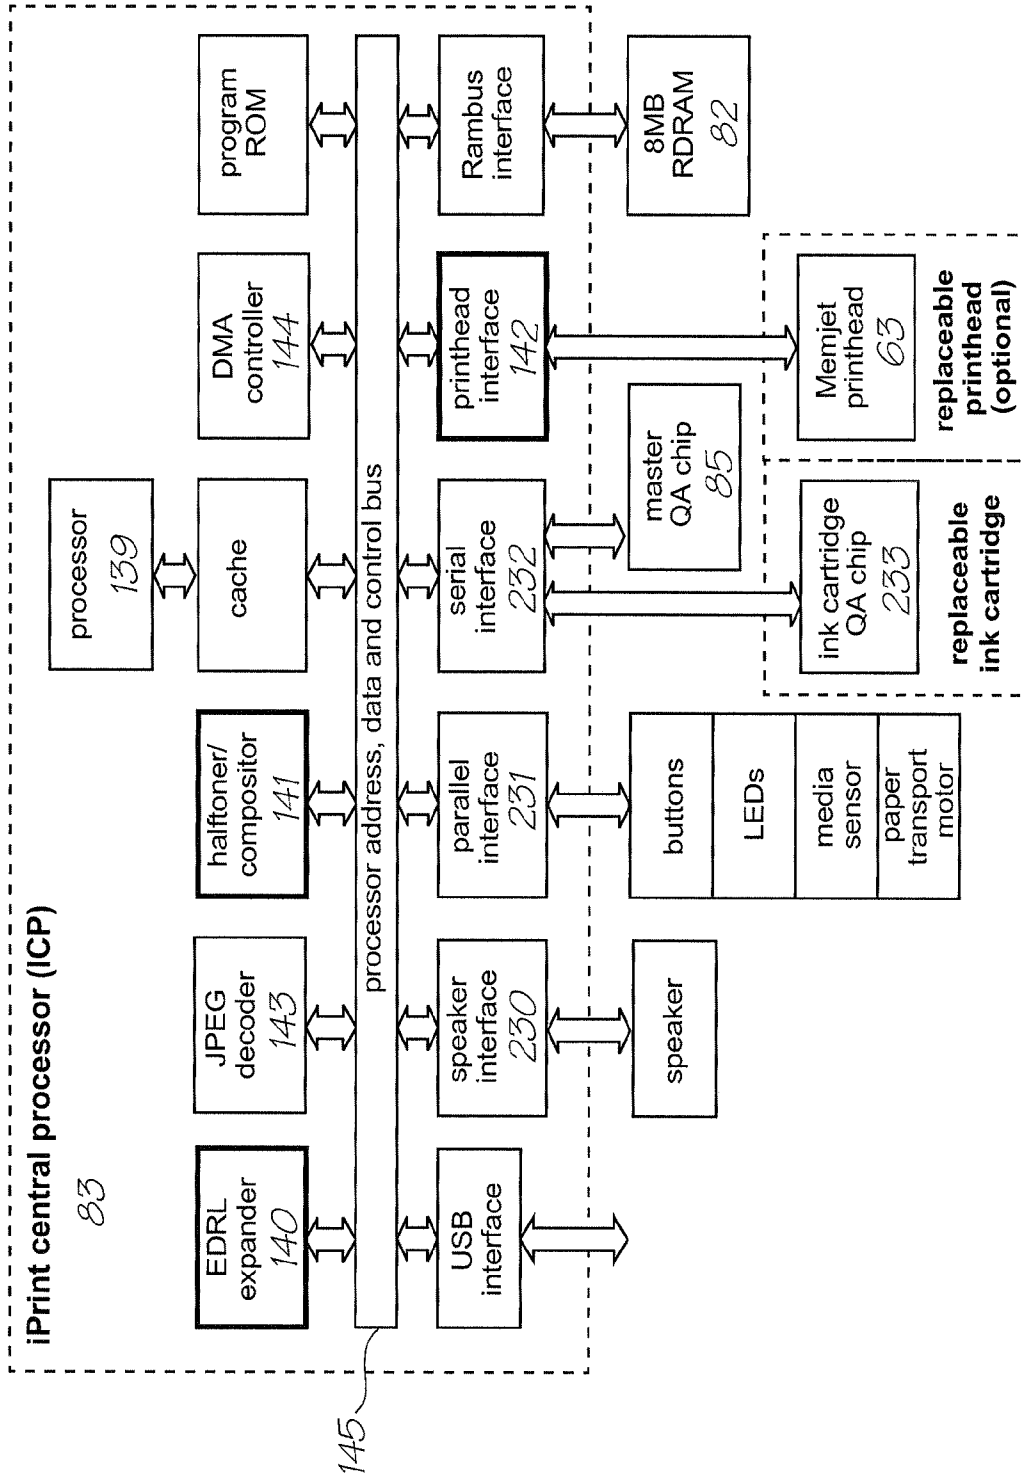 iPrint central processor (ICP)
83
processor
139
EDRL
expander
140
JPEG
decoder
143
halftoner/
compositor
141
cache
DMA
controller
144
program
ROM
processor address, data and control bus
145
USB
interface
speaker
interface
230
parallel
interface
231
serial
interface
232
printhead
interface
142
Rambus
interface
speaker
buttons
LEDs
media
sensor
paper
transport
motor
master
QA chip
85
8MB
RDRAM
82
ink cartridge
QA chip
233
replaceable
ink cartridge
Memjet
printhead
63
replaceable
printhead
(optional)